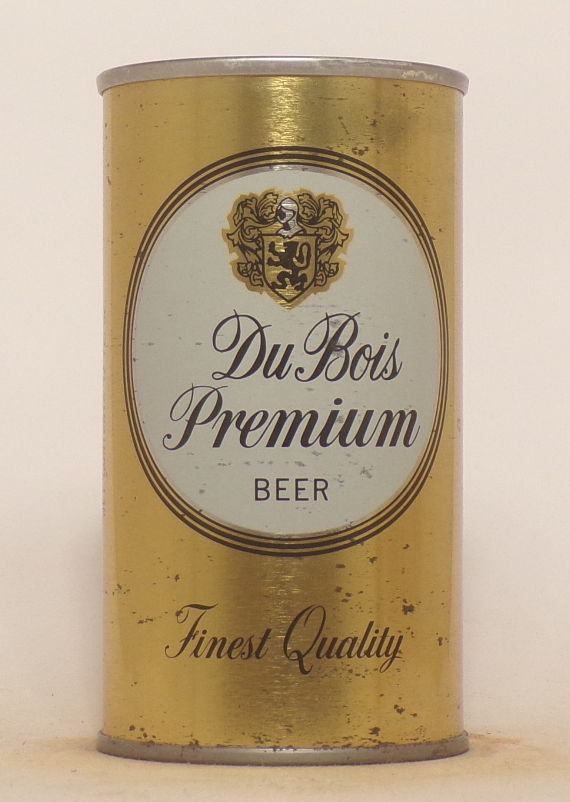 Du Bois
Premium
BEER
Finest Quality